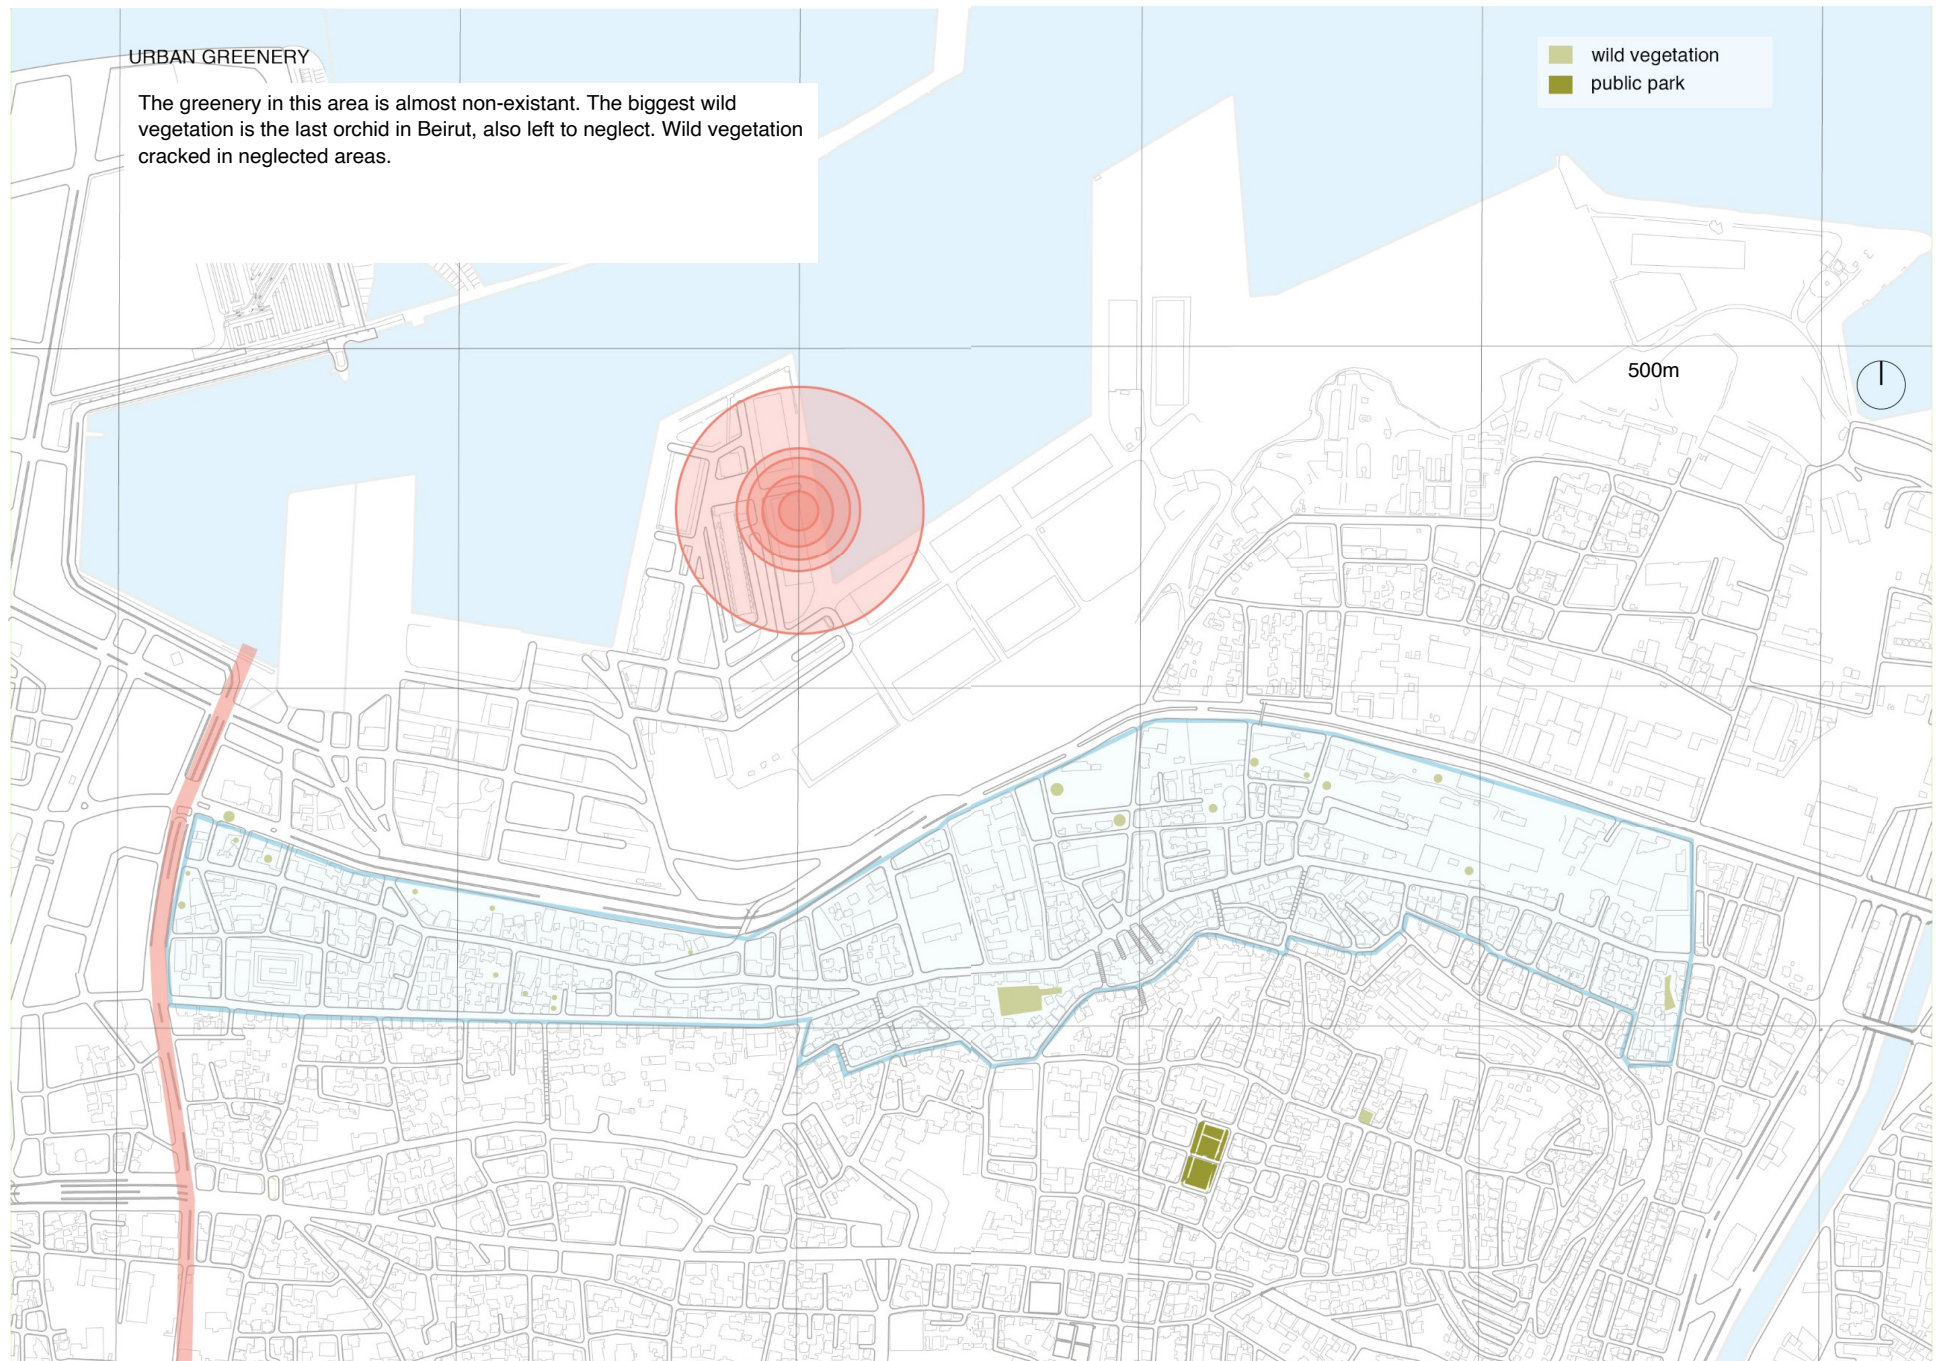 URBAN GREENERY
The greenery in this area is almost non-existant. The biggest wild
vegetation is the last orchid in Beirut, also left to neglect. Wild vegetation
cracked in neglected areas.
wild vegetation
public park
500m